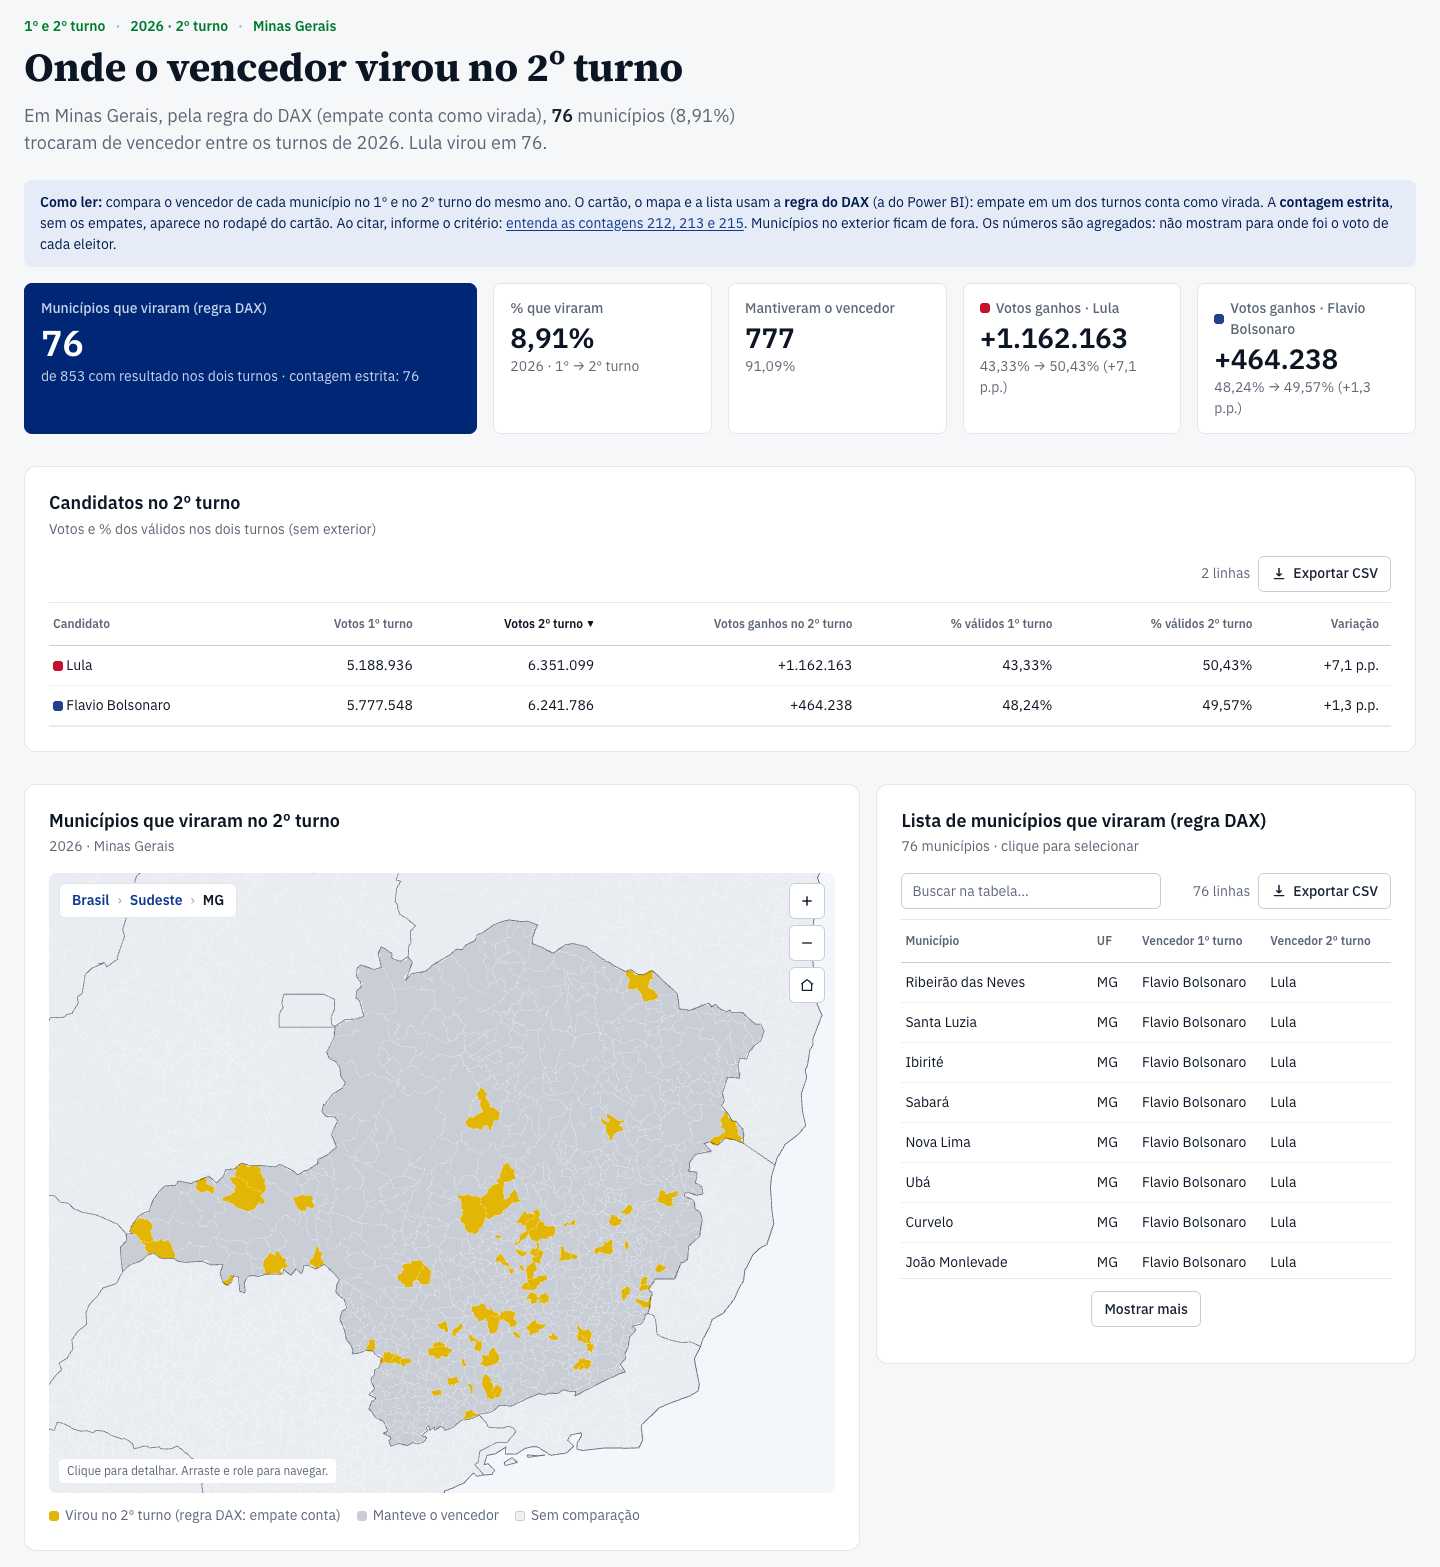 1º e 2º turno · 2026 · 2º turno · Minas Gerais
Onde o vencedor virou no 2º turno
Em Minas Gerais, pela regra do DAX (empate conta como virada), 76 municípios (8,91%)
trocaram de vencedor entre os turnos de 2026. Lula virou em 76.
Como ler: compara o vencedor de cada município no 1º e no 2º turno do mesmo ano. O cartão, o mapa e a lista usam a regra do DAX (a do Power BI): empate em um dos turnos conta como virada. A contagem estrita,
sem os empates, aparece no rodapé do cartão. Ao citar, informe o critério: entenda as contagens 212, 213 e 215. Municípios no exterior ficam de fora. Os números são agregados: não mostram para onde foi o voto de
cada eleitor.
Municípios que viraram (regra DAX)
76
de 853 com resultado nos dois turnos · contagem estrita: 76
% que viraram
8,91%
2026 · 1º → 2º turno
Mantiveram o vencedor
777
91,09%
Votos ganhos · Lula
+1.162.163
43,33% → 50,43% (+7,1
p.p.)
Votos ganhos · Flavio
Bolsonaro
+464.238
48,24% → 49,57% (+1,3
p.p.)
Candidatos no 2º turno
Votos e % dos válidos nos dois turnos (sem exterior)
2 linhas Exportar CSV
Candidato Votos 1º turno Votos 2º turno ▼ Votos ganhos no 2º turno % válidos 1º turno % válidos 2º turno Variação
Lula 5.188.936 6.351.099 +1.162.163 43,33% 50,43% +7,1 p.p.
Flavio Bolsonaro 5.777.548 6.241.786 +464.238 48,24% 49,57% +1,3 p.p.
Municípios que viraram no 2º turno
2026 · Minas Gerais
Brasil › Sudeste › MG
+
−
Clique para detalhar. Arraste e role para navegar.
Virou no 2º turno (regra DAX: empate conta) Manteve o vencedor Sem comparação
Lista de municípios que viraram (regra DAX)
76 municípios · clique para selecionar
Buscar na tabela... 76 linhas Exportar CSV
Município UF Vencedor 1º turno Vencedor 2º turno
Ribeirão das Neves MG Flavio Bolsonaro Lula
Santa Luzia MG Flavio Bolsonaro Lula
Ibirité MG Flavio Bolsonaro Lula
Sabará MG Flavio Bolsonaro Lula
Nova Lima MG Flavio Bolsonaro Lula
Ubá MG Flavio Bolsonaro Lula
Curvelo MG Flavio Bolsonaro Lula
João Monlevade MG Flavio Bolsonaro Lula
Mostrar mais